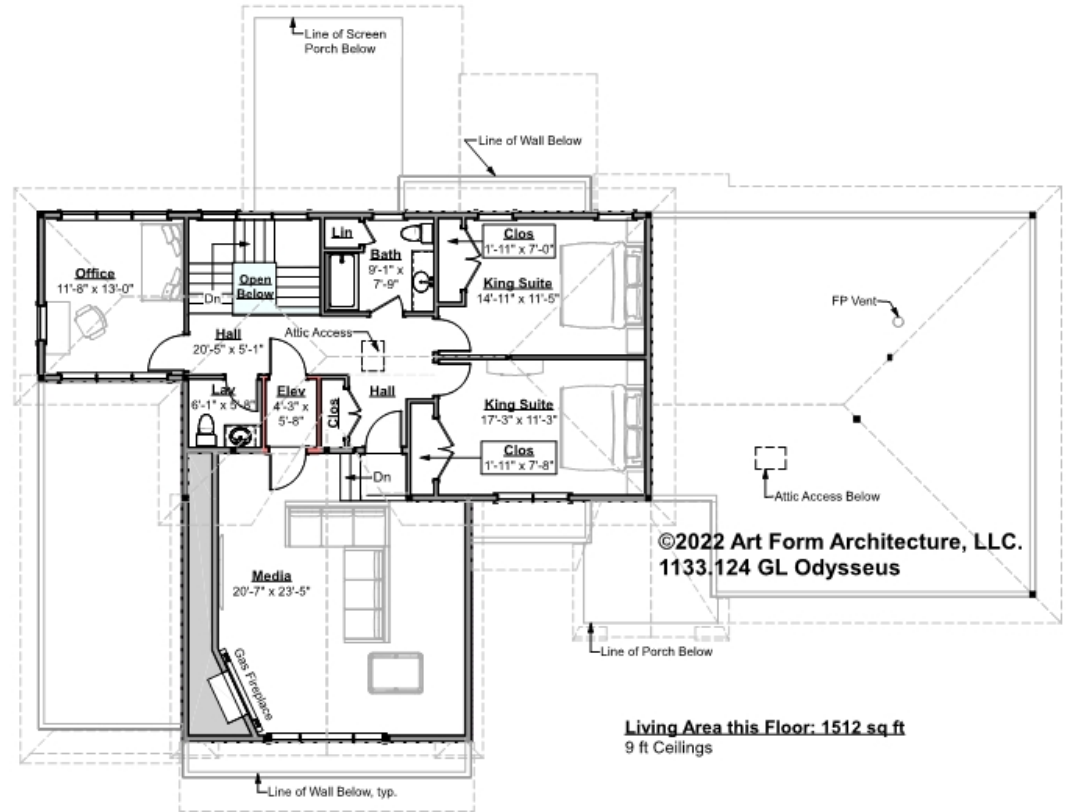 Line of Screen
Porch Below
Line of Wall Below
Lin
Clos
1'-11" x 7'-0"
Bath
9'-1" x
7'-9"
Office
11'-8" x 13'-0"
Open
Below
Dn
King Suite
14'-11" x 11'-5"
FP Vent
Hall
20'-5" x 5'-1"
Attic Access
Lav
6'-1" x 5'-8"
Elev
4'-3" x
5'-8"
Clos
Hall
King Suite
17'-3" x 11'-3"
Clos
1'-11" x 7'-8"
Dn
Attic Access Below
©2022 Art Form Architecture, LLC.
1133.124 GL Odysseus
Media
20'-7" x 23'-5"
Gas Fireplace
Line of Porch Below
Living Area this Floor: 1512 sq ft
9 ft Ceilings
Line of Wall Below, typ.